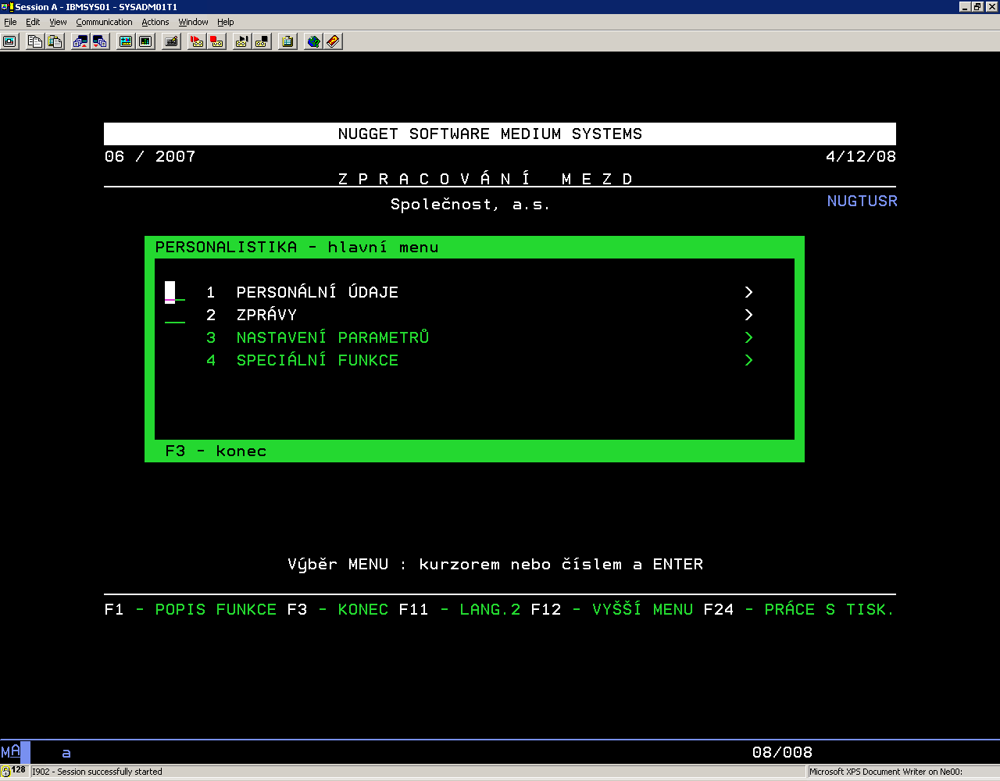 Session A - IBMSYS01 - SYSADM01T1
File Edit View Communication Actions Window Help
NUGGET SOFTWARE MEDIUM SYSTEMS
06 / 2007 4/12/08
Z P R A C O V Á N Í   M E Z D
Společnost, a.s. NUGTUSR
PERSONALISTIKA - hlavní menu
1 PERSONÁLNÍ ÚDAJE >
2 ZPRÁVY >
3 NASTAVENÍ PARAMETRŮ >
4 SPECIÁLNÍ FUNKCE >
F3 - konec
Výběr MENU : kurzorem nebo číslem a ENTER
F1 - POPIS FUNKCE F3 - KONEC F11 - LANG.2 F12 - VYŠŠÍ MENU F24 - PRÁCE S TISK.
MA a 08/008
128 I902 - Session successfully started Microsoft XPS Document Writer on Ne00: